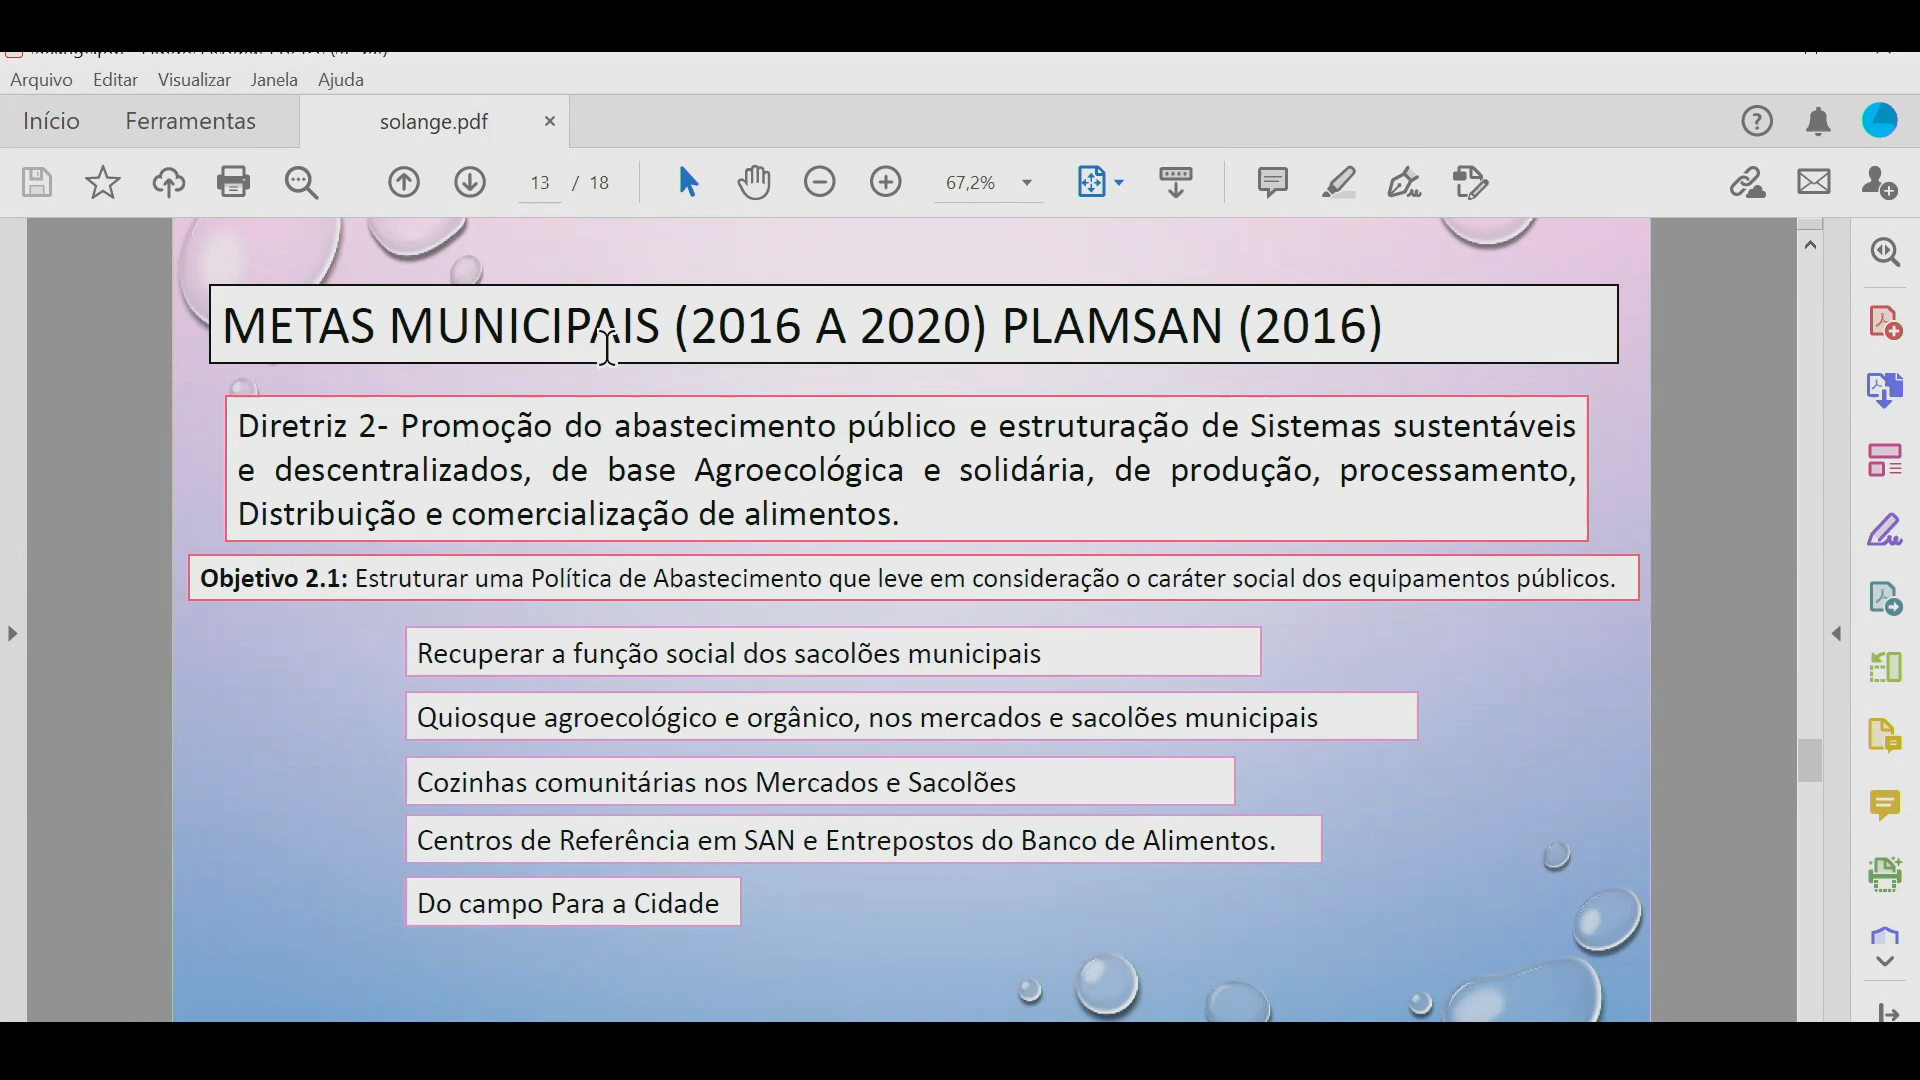 Arquivo Editar Visualizar Janela Ajuda
Início Ferramentas solange.pdf
13 / 18 67,2%
METAS MUNICIPAIS (2016 A 2020) PLAMSAN (2016)
Diretriz 2- Promoção do abastecimento público e estruturação de Sistemas sustentáveis
e descentralizados, de base Agroecológica e solidária, de produção, processamento,
Distribuição e comercialização de alimentos.
Objetivo 2.1: Estruturar uma Política de Abastecimento que leve em consideração o caráter social dos equipamentos públicos.
Recuperar a função social dos sacolões municipais
Quiosque agroecológico e orgânico, nos mercados e sacolões municipais
Cozinhas comunitárias nos Mercados e Sacolões
Centros de Referência em SAN e Entrepostos do Banco de Alimentos.
Do campo Para a Cidade